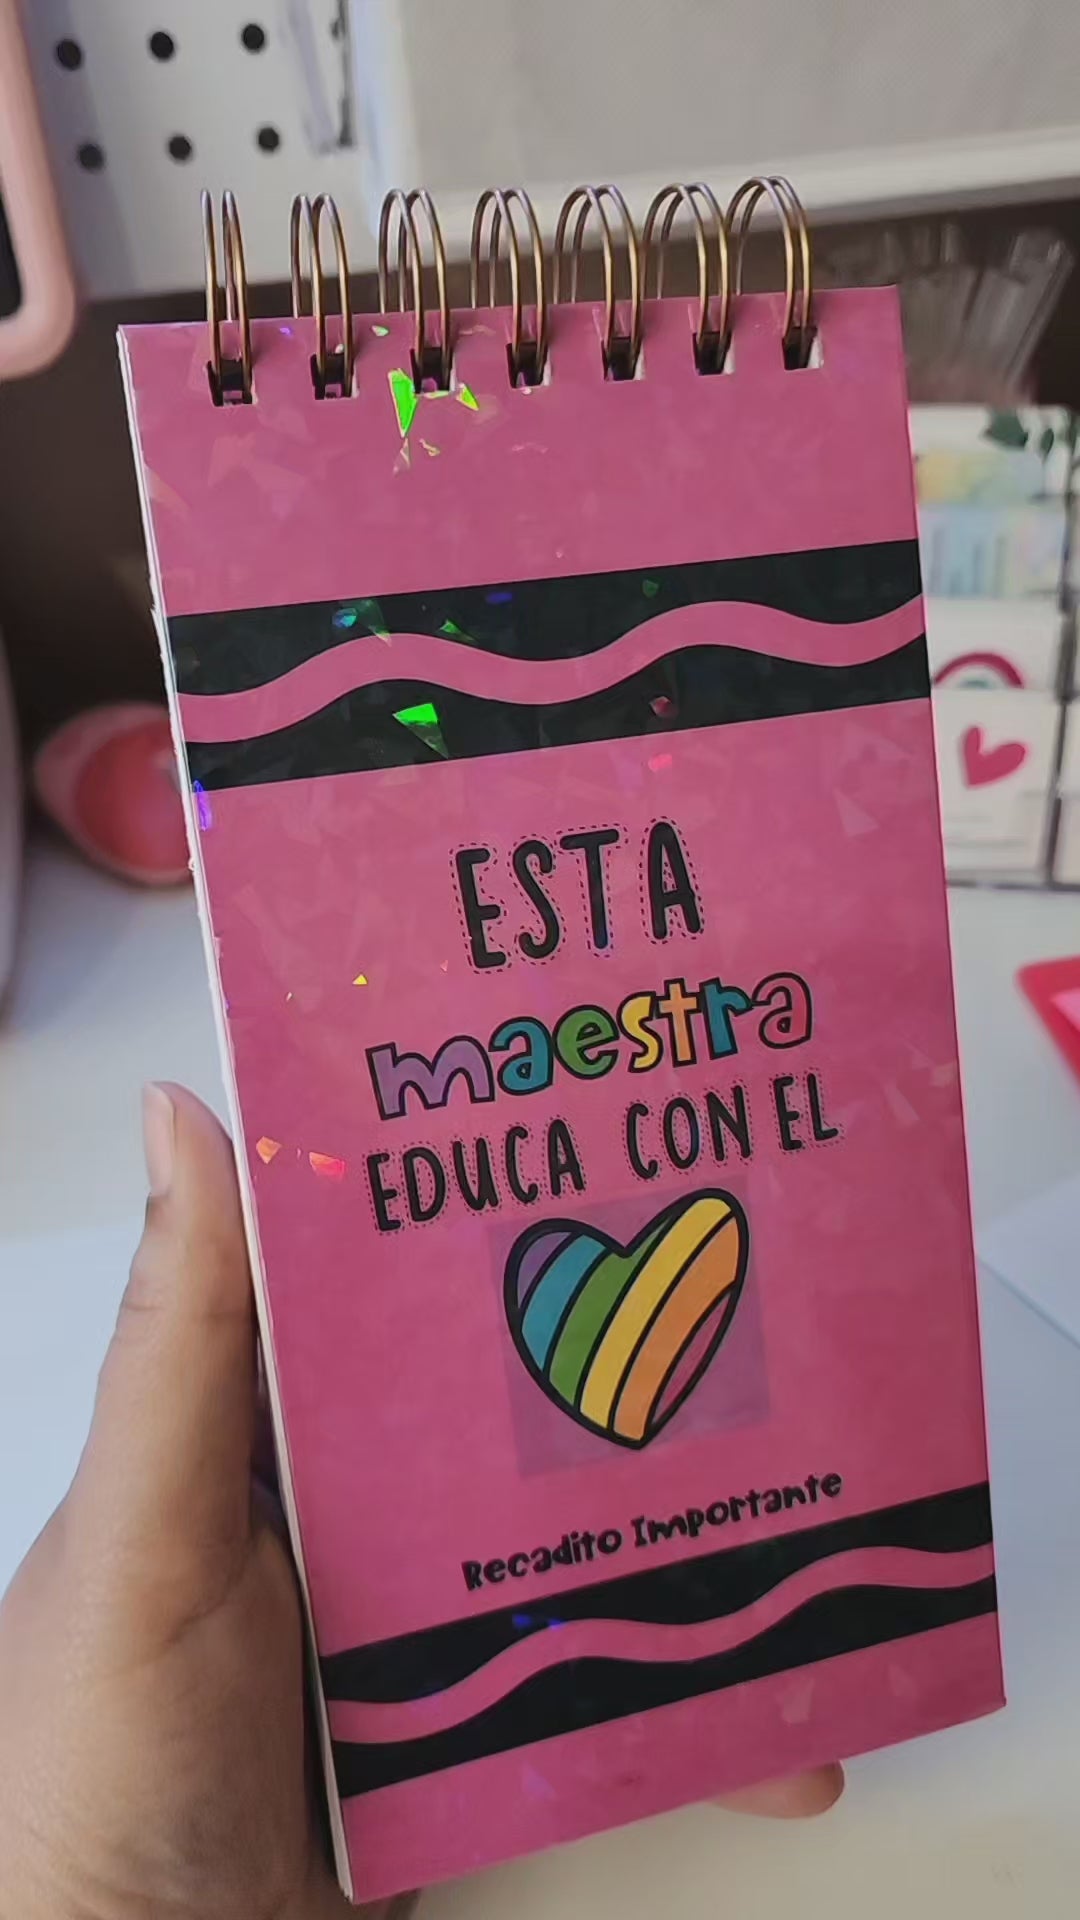 ESTA
maestra
EDUCA CON EL
Recadito Importante